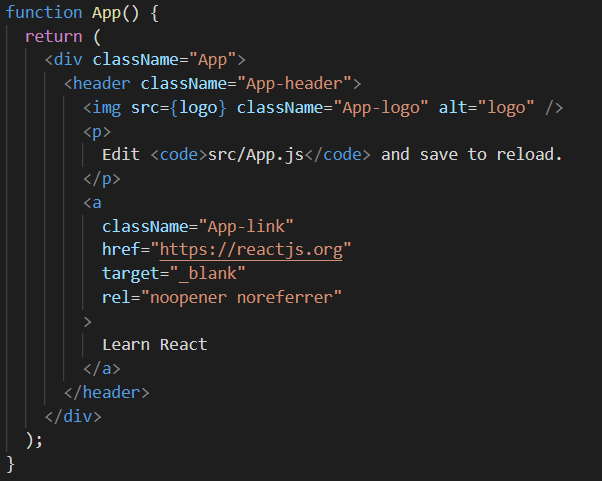 function App() {
  return (
    <div className="App">
      <header className="App-header">
        <img src={logo} className="App-logo" alt="logo" />
        <p>
          Edit <code>src/App.js</code> and save to reload.
        </p>
        <a
          className="App-link"
          href="https://reactjs.org"
          target="_blank"
          rel="noopener noreferrer"
        >
          Learn React
        </a>
      </header>
    </div>
  );
}